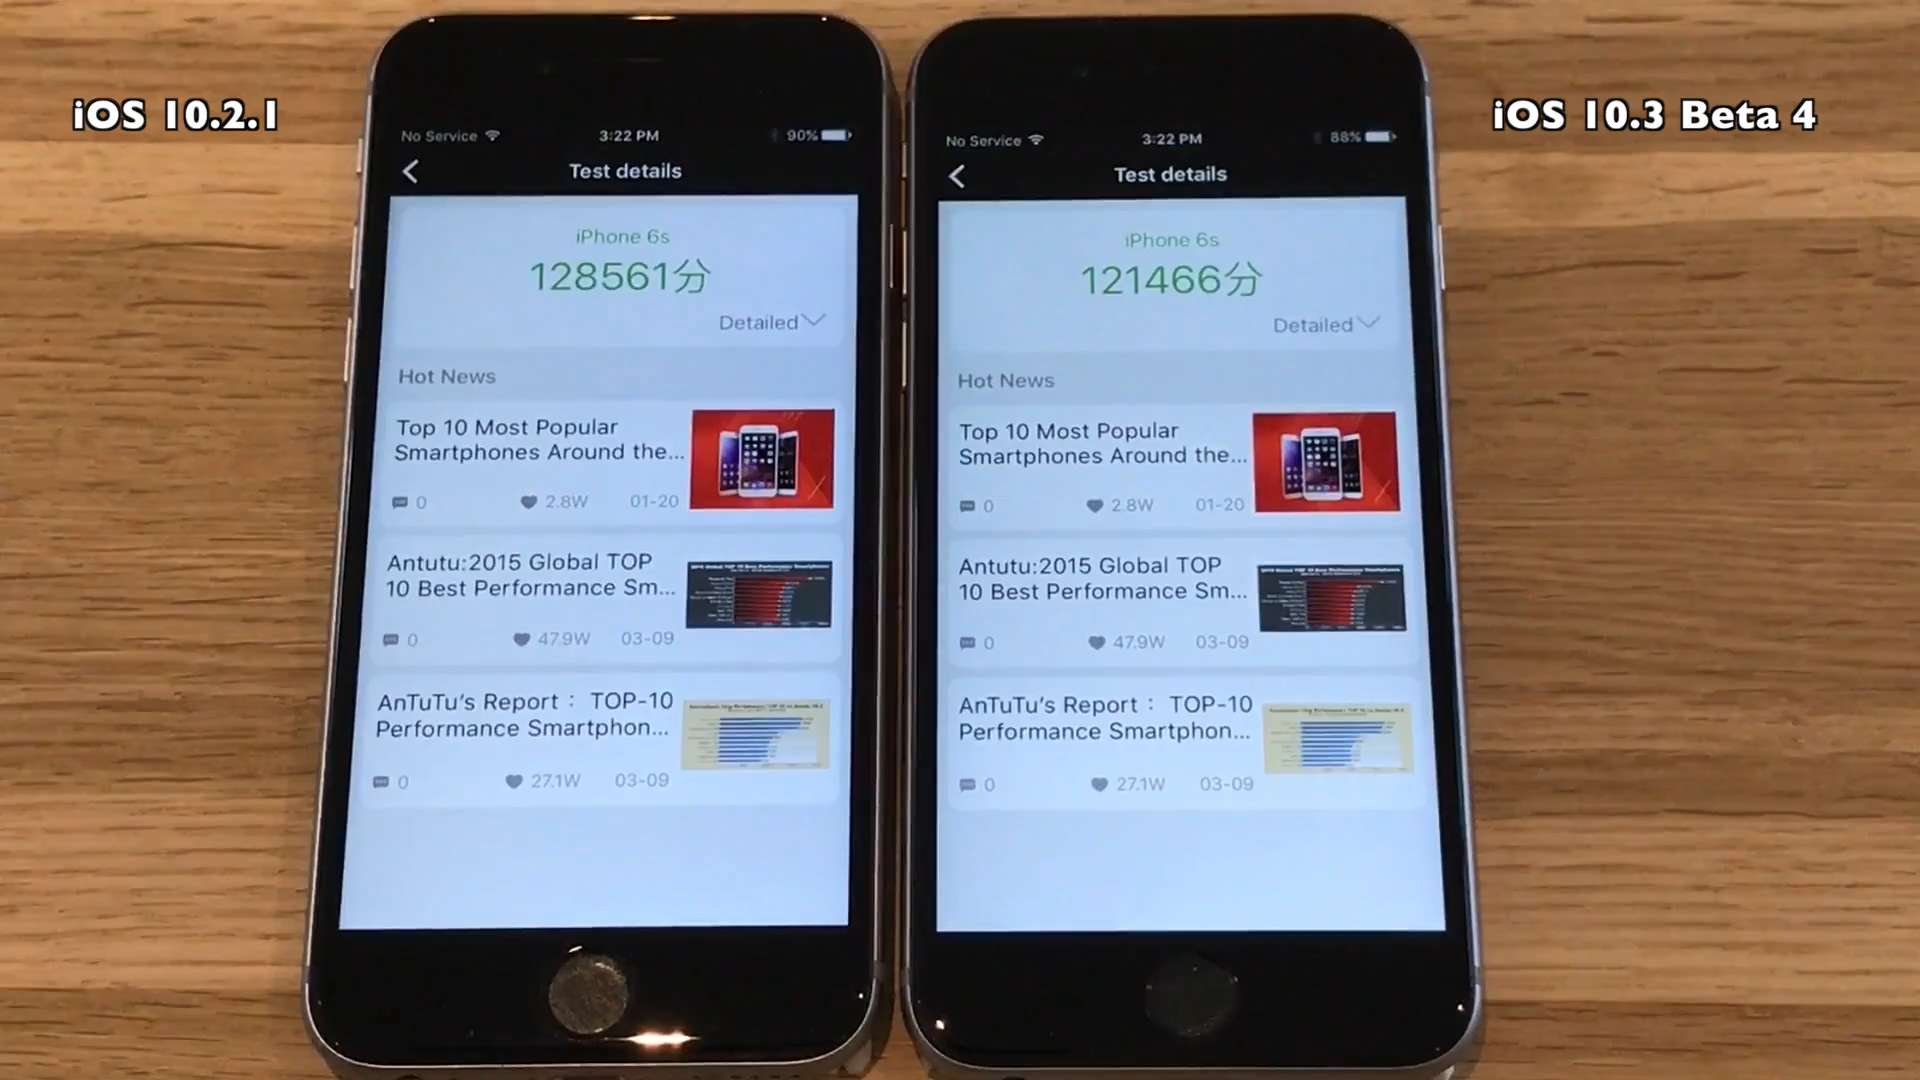 iOS 10.2.1
iOS 10.3 Beta 4
No Service
3:22 PM
90%
Test details
iPhone 6s
128561分
Detailed
Hot News
Top 10 Most Popular
Smartphones Around the...
0
2.8W
01-20
Antutu:2015 Global TOP
10 Best Performance Sm...
0
47.9W
03-09
AnTuTu's Report： TOP-10
Performance Smartphon...
0
27.1W
03-09
No Service
3:22 PM
88%
Test details
iPhone 6s
121466分
Detailed
Hot News
Top 10 Most Popular
Smartphones Around the...
0
2.8W
01-20
Antutu:2015 Global TOP
10 Best Performance Sm...
0
47.9W
03-09
AnTuTu's Report： TOP-10
Performance Smartphon...
0
27.1W
03-09